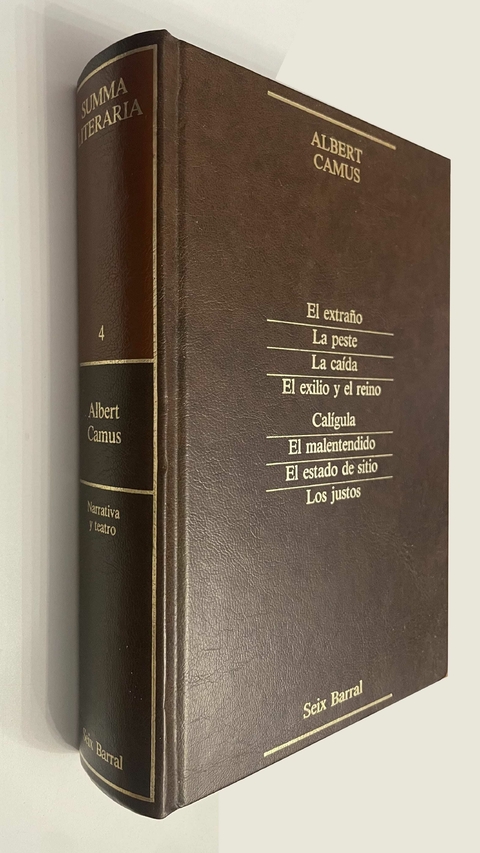 SUMMA
LITERARIA
4
Albert
Camus
Narrativa
y teatro
Seix Barral
ALBERT
CAMUS
El extraño
La peste
La caída
El exilio y el reino
Calígula
El malentendido
El estado de sitio
Los justos
Seix Barral